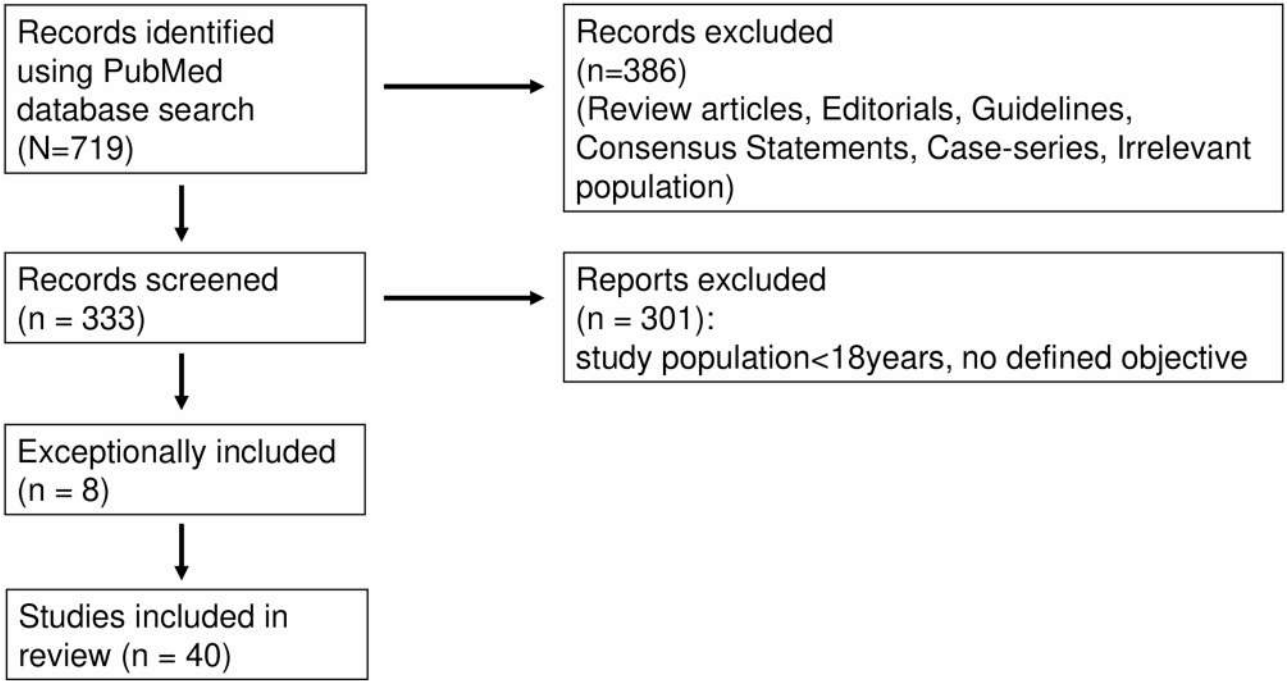 Records identified
using PubMed
database search
(N=719)
Records excluded
(n=386)
(Review articles, Editorials, Guidelines,
Consensus Statements, Case-series, Irrelevant
population)
Records screened
(n = 333)
Reports excluded
(n = 301):
study population<18years, no defined objective
Exceptionally included
(n = 8)
Studies included in
review (n = 40)